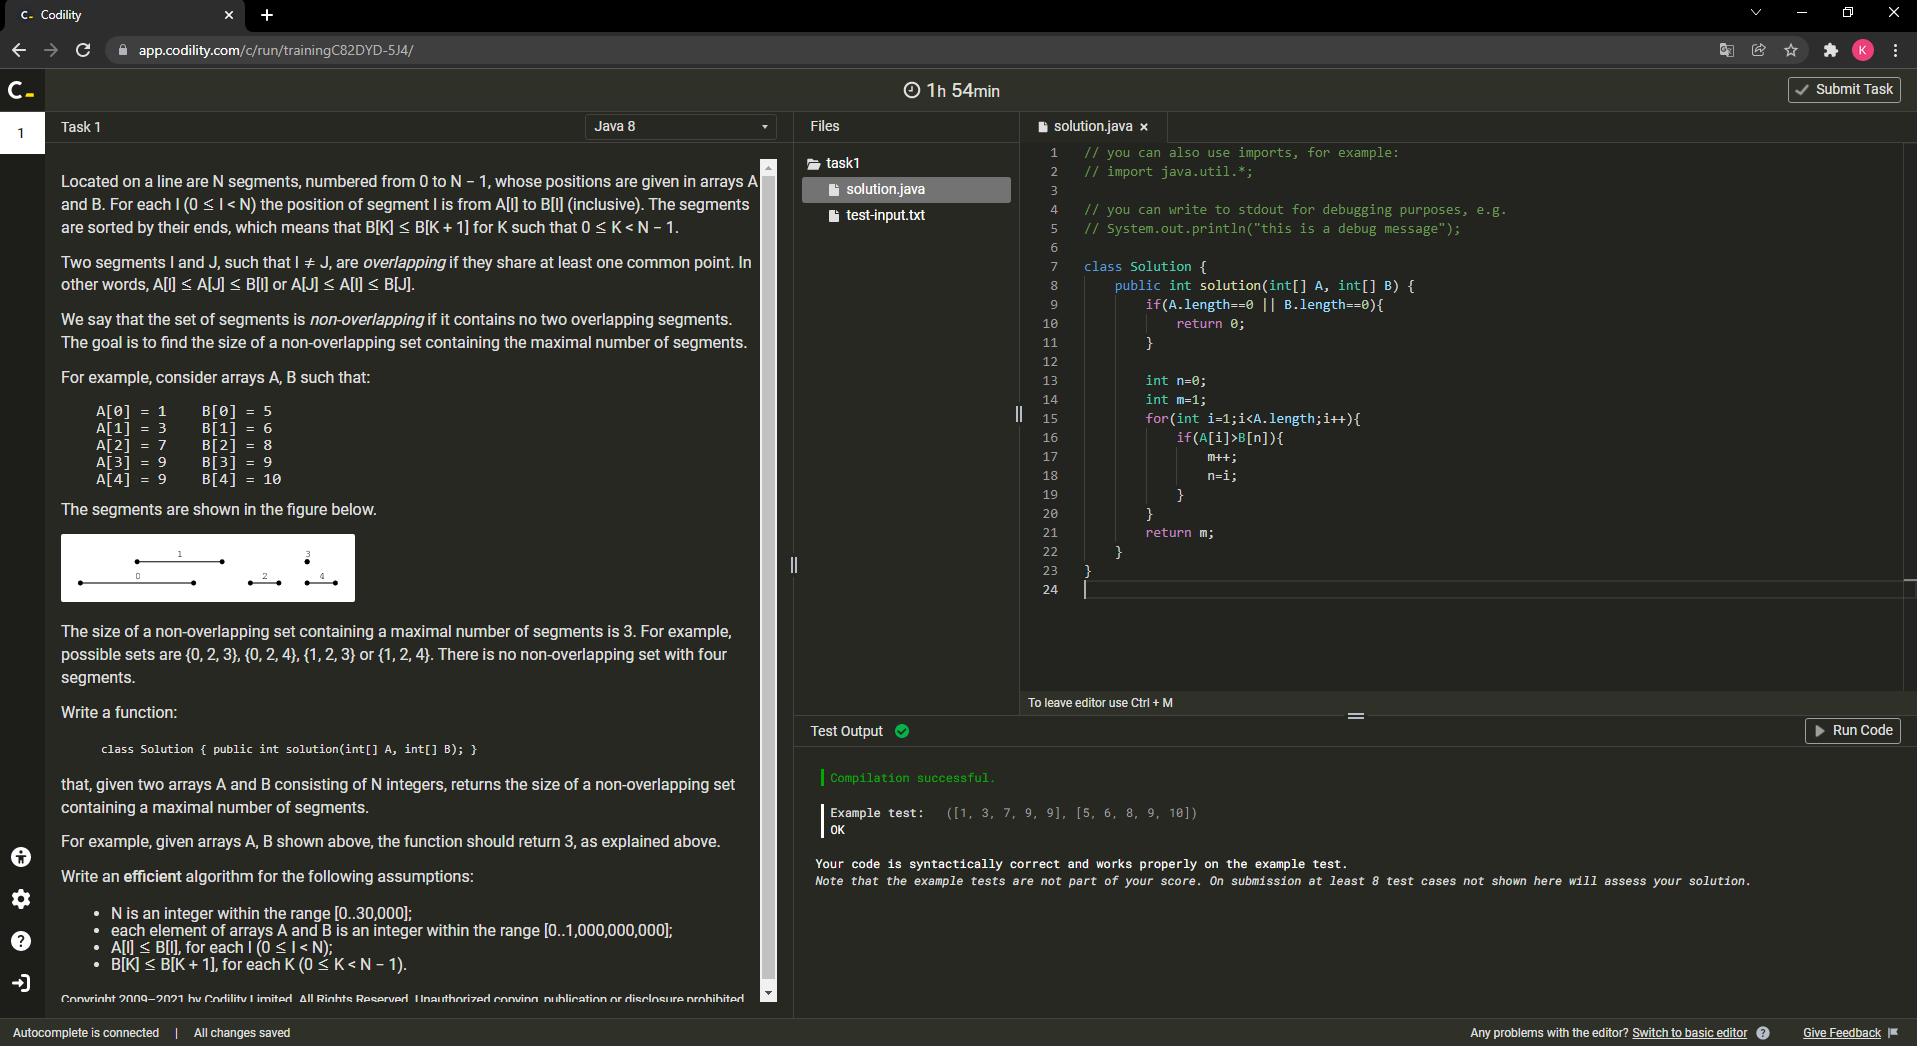 C- Codility
app.codility.com/c/run/trainingC82DYD-5J4/
K
C-
1h 54min
Submit Task
1
Task 1
Java 8
Located on a line are N segments, numbered from 0 to N − 1, whose positions are given in arrays A
and B. For each I (0 ≤ I < N) the position of segment I is from A[I] to B[I] (inclusive). The segments
are sorted by their ends, which means that B[K] ≤ B[K + 1] for K such that 0 ≤ K < N − 1.
Two segments I and J, such that I ≠ J, are overlapping if they share at least one common point. In
other words, A[I] ≤ A[J] ≤ B[I] or A[J] ≤ A[I] ≤ B[J].
We say that the set of segments is non-overlapping if it contains no two overlapping segments.
The goal is to find the size of a non-overlapping set containing the maximal number of segments.
For example, consider arrays A, B such that:
A[0] = 1 B[0] = 5
A[1] = 3 B[1] = 6
A[2] = 7 B[2] = 8
A[3] = 9 B[3] = 9
A[4] = 9 B[4] = 10
The segments are shown in the figure below.
1 3
0 2 4
The size of a non-overlapping set containing a maximal number of segments is 3. For example,
possible sets are {0, 2, 3}, {0, 2, 4}, {1, 2, 3} or {1, 2, 4}. There is no non-overlapping set with four
segments.
Write a function:
class Solution { public int solution(int[] A, int[] B); }
that, given two arrays A and B consisting of N integers, returns the size of a non-overlapping set
containing a maximal number of segments.
For example, given arrays A, B shown above, the function should return 3, as explained above.
Write an efficient algorithm for the following assumptions:
• N is an integer within the range [0..30,000];
• each element of arrays A and B is an integer within the range [0..1,000,000,000];
• A[I] ≤ B[I], for each I (0 ≤ I < N);
• B[K] ≤ B[K + 1], for each K (0 ≤ K < N − 1).
Copyright 2009–2021 by Codility Limited. All Rights Reserved. Unauthorized copying, publication or disclosure prohibited.
Files
task1
solution.java
test-input.txt
solution.java ×
1 // you can also use imports, for example:
2 // import java.util.*;
3
4 // you can write to stdout for debugging purposes, e.g.
5 // System.out.println("this is a debug message");
6
7 class Solution {
8 public int solution(int[] A, int[] B) {
9 if(A.length==0 || B.length==0){
10 return 0;
11 }
12
13 int n=0;
14 int m=1;
15 for(int i=1;i<A.length;i++){
16 if(A[i]>B[n]){
17 m++;
18 n=i;
19 }
20 }
21 return m;
22 }
23 }
24
To leave editor use Ctrl + M
Test Output
Run Code
Compilation successful.
Example test: ([1, 3, 7, 9, 9], [5, 6, 8, 9, 10])
OK
Your code is syntactically correct and works properly on the example test.
Note that the example tests are not part of your score. On submission at least 8 test cases not shown here will assess your solution.
Autocomplete is connected | All changes saved
Any problems with the editor? Switch to basic editor ?
Give Feedback